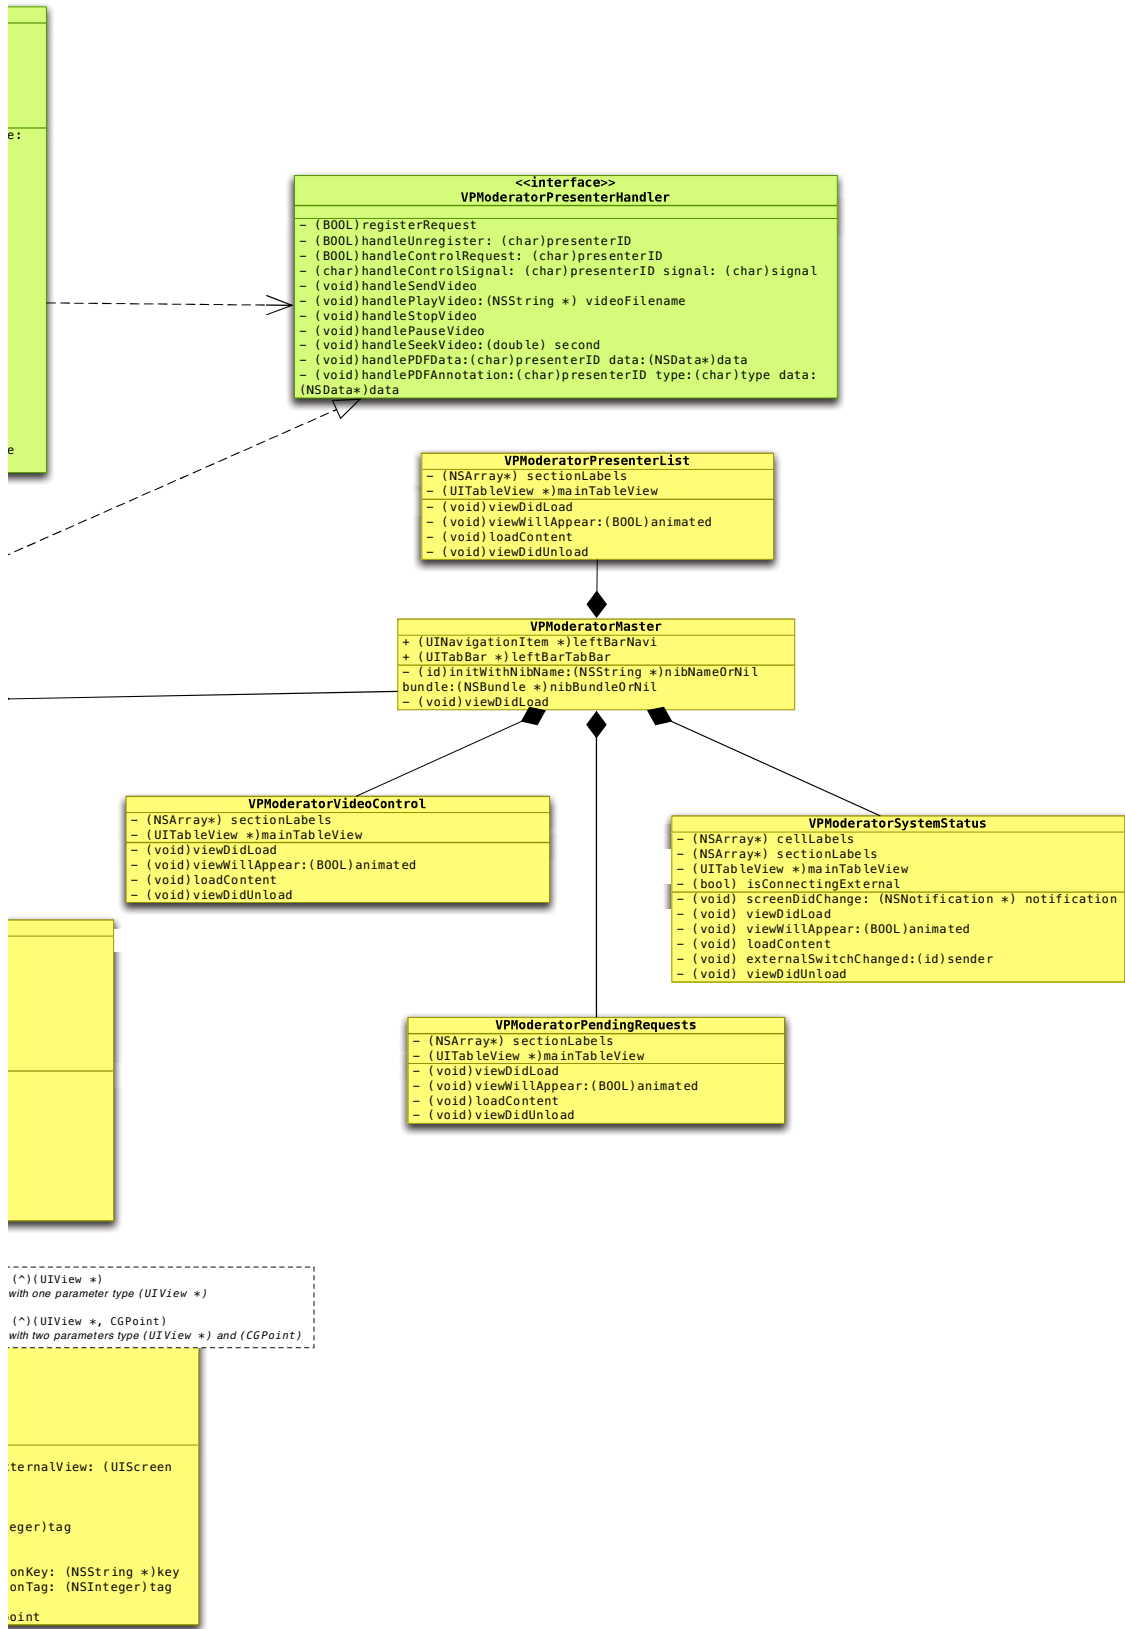 e:
e
<<interface>>
VPModeratorPresenterHandler
– (BOOL)registerRequest
– (BOOL)handleUnregister: (char)presenterID
– (BOOL)handleControlRequest: (char)presenterID
– (char)handleControlSignal: (char)presenterID signal: (char)signal
– (void)handleSendVideo
– (void)handlePlayVideo:(NSString *) videoFilename
– (void)handleStopVideo
– (void)handlePauseVideo
– (void)handleSeekVideo:(double) second
– (void)handlePDFData:(char)presenterID data:(NSData*)data
– (void)handlePDFAnnotation:(char)presenterID type:(char)type data:
(NSData*)data
VPModeratorPresenterList
– (NSArray*) sectionLabels
– (UITableView *)mainTableView
– (void)viewDidLoad
– (void)viewWillAppear:(BOOL)animated
– (void)loadContent
– (void)viewDidUnload
VPModeratorMaster
+ (UINavigationItem *)leftBarNavi
+ (UITabBar *)leftBarTabBar
– (id)initWithNibName:(NSString *)nibNameOrNil
bundle:(NSBundle *)nibBundleOrNil
– (void)viewDidLoad
VPModeratorVideoControl
– (NSArray*) sectionLabels
– (UITableView *)mainTableView
– (void)viewDidLoad
– (void)viewWillAppear:(BOOL)animated
– (void)loadContent
– (void)viewDidUnload
VPModeratorSystemStatus
– (NSArray*) cellLabels
– (NSArray*) sectionLabels
– (UITableView *)mainTableView
– (bool) isConnectingExternal
– (void) screenDidChange: (NSNotification *) notification
– (void) viewDidLoad
– (void) viewWillAppear:(BOOL)animated
– (void) loadContent
– (void) externalSwitchChanged:(id)sender
– (void) viewDidUnload
VPModeratorPendingRequests
– (NSArray*) sectionLabels
– (UITableView *)mainTableView
– (void)viewDidLoad
– (void)viewWillAppear:(BOOL)animated
– (void)loadContent
– (void)viewDidUnload
(^)(UIView *)
with one parameter type (UIView *)
(^)(UIView *, CGPoint)
with two parameters type (UIView *) and (CGPoint)
ternalView: (UIScreen
eger)tag
onKey: (NSString *)key
onTag: (NSInteger)tag
oint